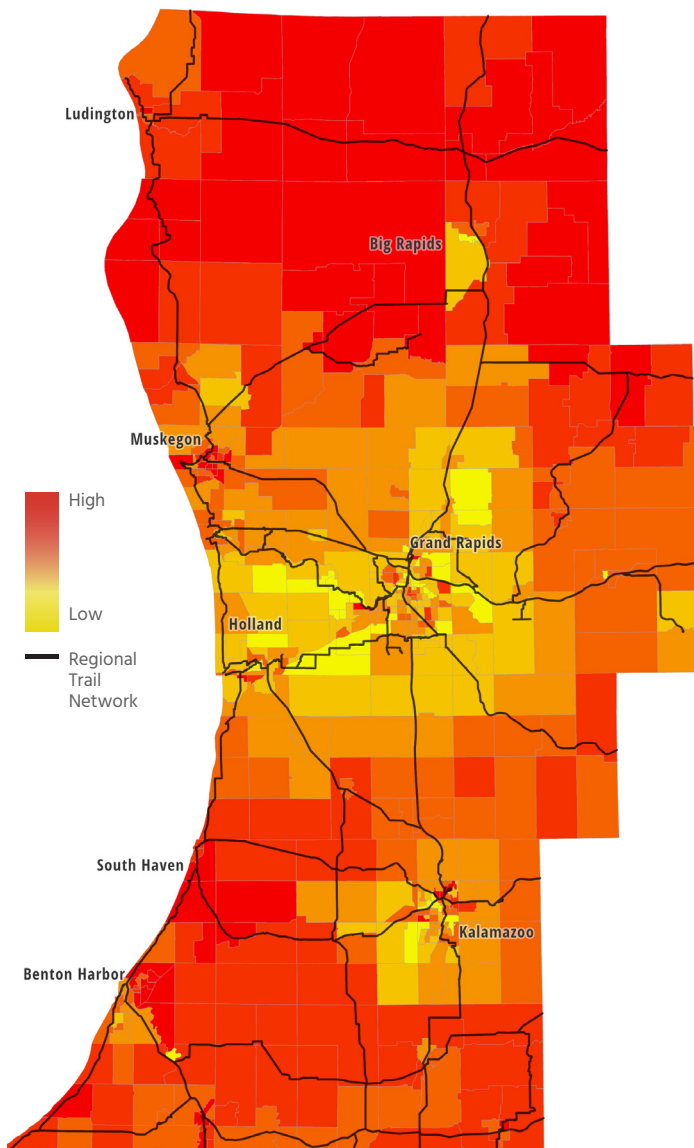 Ludington
Big Rapids
Muskegon
High
Grand Rapids
Low
Holland
Regional
Trail
Network
South Haven
Kalamazoo
Benton Harbor